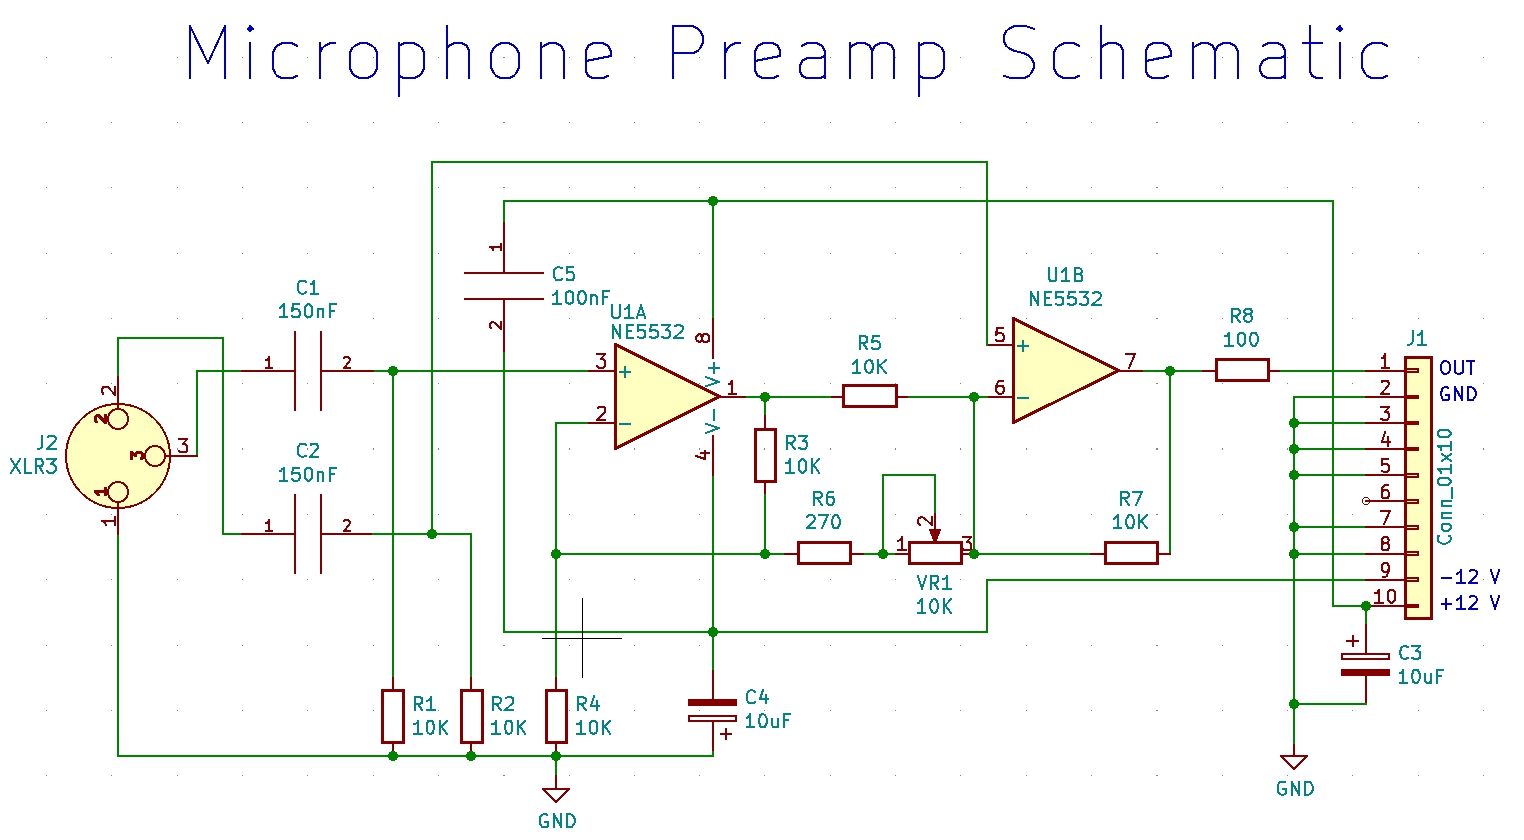 Microphone Preamp Schematic
1
C5
100nF
2
U1A
NE5532
8
3
+
V+
1
2
−
V-
4
U1B
NE5532
5
+
7
6
−
R8
100
C1
150nF
1
2
C2
150nF
1
2
J2
XLR3
2
2
3
3
1
1
R5
10K
R3
10K
R6
270
2
1
3
VR1
10K
R7
10K
J1
1
OUT
2
GND
3
4
5
6
7
8
9
-12 V
10
+12 V
Conn_01x10
+
C3
10uF
R1
10K
R2
10K
R4
10K
C4
10uF
+
GND
GND